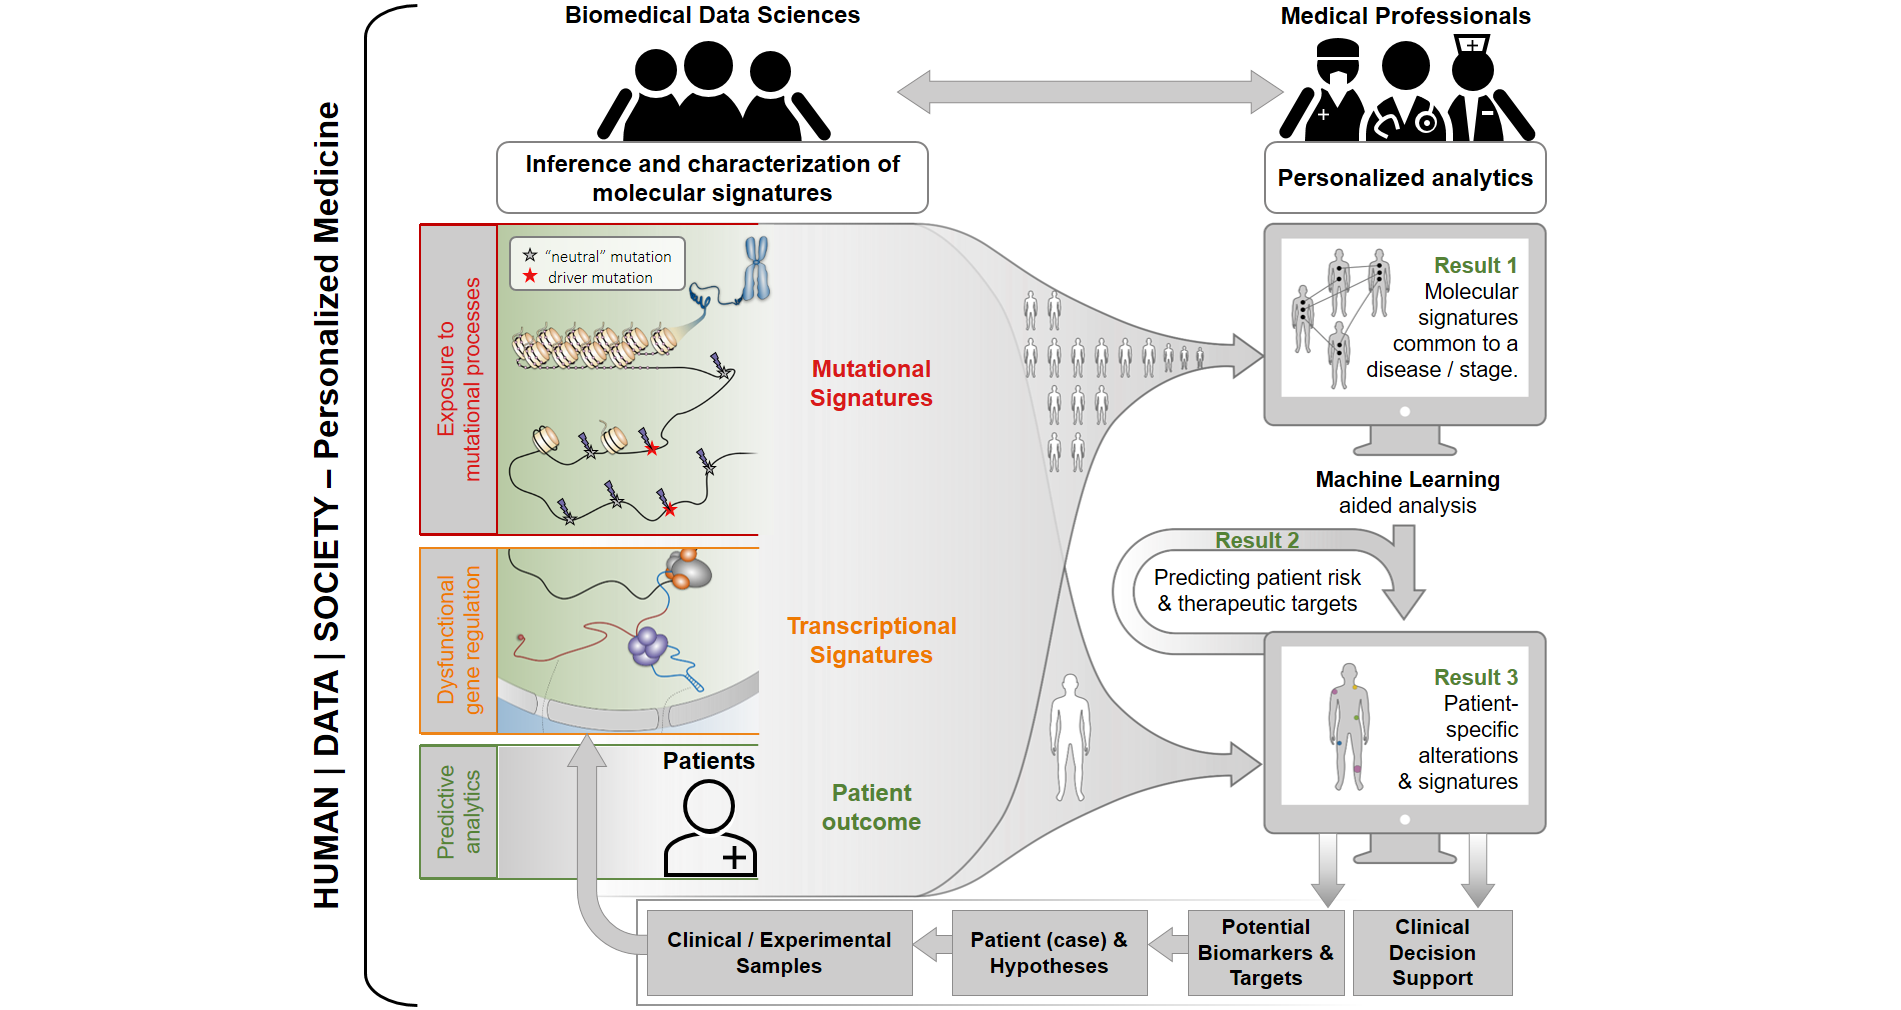 HUMAN | DATA | SOCIETY – Personalized Medicine
Biomedical Data Sciences
Medical Professionals
Inference and characterization of
molecular signatures
Personalized analytics
Exposure to
mutational processes
“neutral” mutation
driver mutation
Mutational
Signatures
Result 1
Molecular
signatures
common to a
disease / stage.
Machine Learning
aided analysis
Result 2
Predicting patient risk
& therapeutic targets
Dysfunctional
gene regulation
Transcriptional
Signatures
Result 3
Patient-
specific
alterations
& signatures
Predictive
analytics
Patients
Patient
outcome
Clinical / Experimental
Samples
Patient (case) &
Hypotheses
Potential
Biomarkers &
Targets
Clinical
Decision
Support